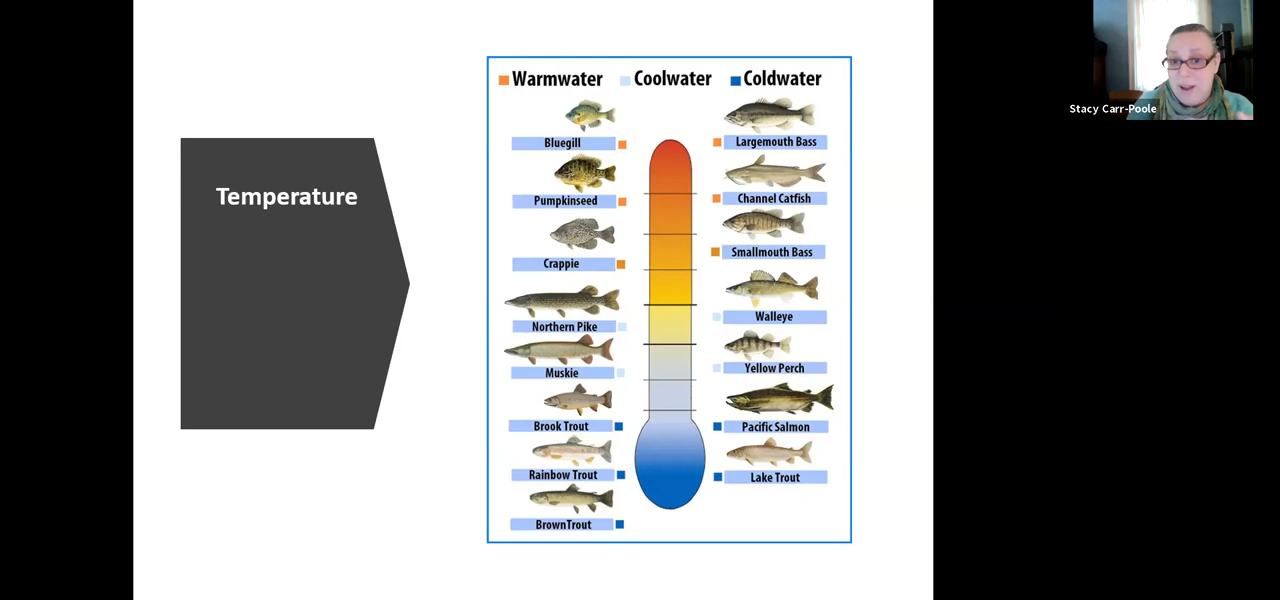 Temperature
Warmwater Coolwater Coldwater
Bluegill
Largemouth Bass
Pumpkinseed
Channel Catfish
Crappie
Smallmouth Bass
Northern Pike
Walleye
Muskie
Yellow Perch
Brook Trout
Pacific Salmon
Rainbow Trout
Lake Trout
BrownTrout
Stacy Carr-Poole